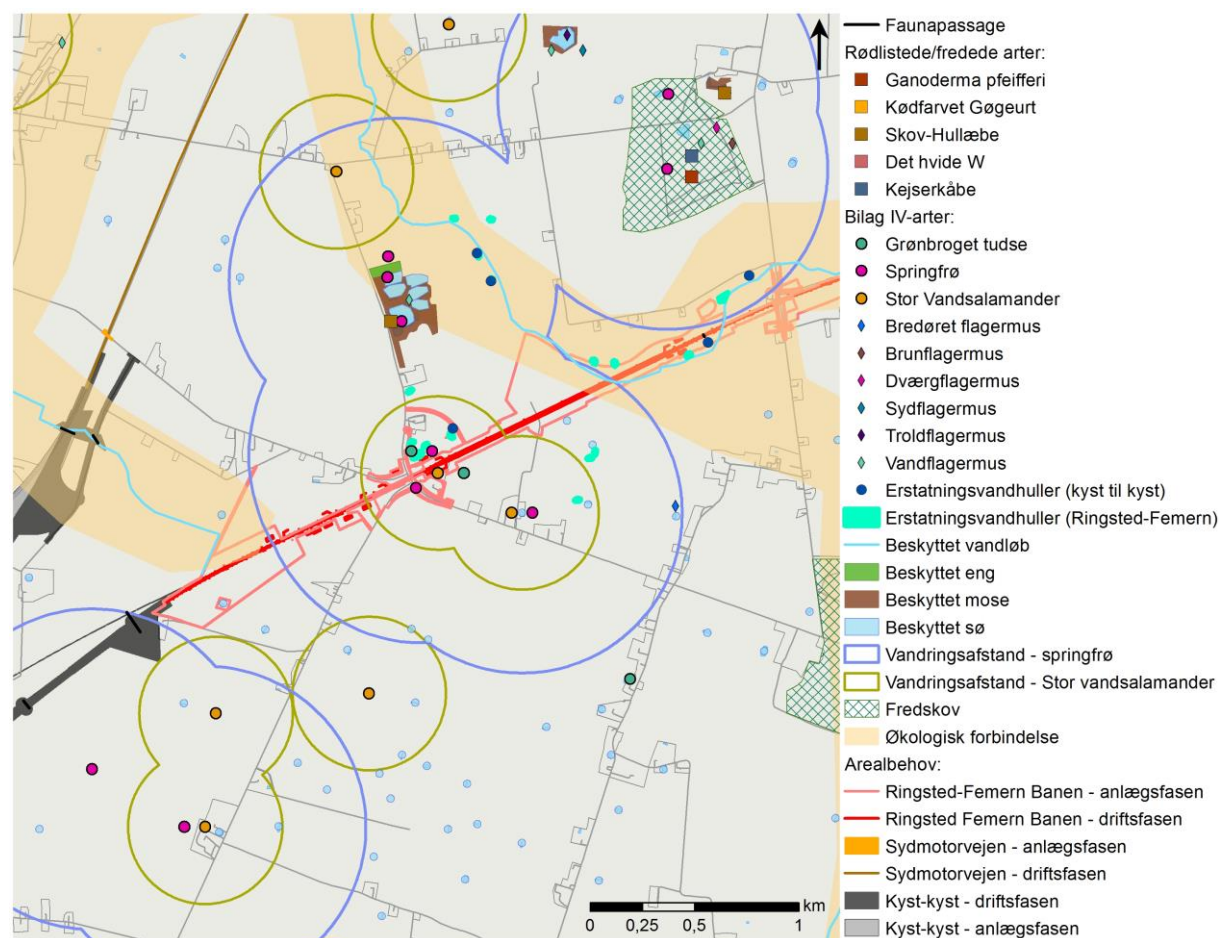 Faunapassage
Rødlistede/fredede arter:
Ganoderma pfeifferi
Kødfarvet Gøgeurt
Skov-Hullæbe
Det hvide W
Kejserkåbe
Bilag IV-arter:
Grønbroget tudse
Springfrø
Stor Vandsalamander
Bredøret flagermus
Brunflagermus
Dværgflagermus
Sydflagermus
Troldflagermus
Vandflagermus
Erstatningsvandhuller (kyst til kyst)
Erstatningsvandhuller (Ringsted-Femern)
Beskyttet vandløb
Beskyttet eng
Beskyttet mose
Beskyttet sø
Vandringsafstand - springfrø
Vandringsafstand - Stor vandsalamander
Fredskov
Økologisk forbindelse
Arealbehov:
Ringsted-Femern Banen - anlægsfasen
Ringsted Femern Banen - driftsfasen
Sydmotorvejen - anlægsfasen
Sydmotorvejen - driftsfasen
Kyst-kyst - driftsfasen
Kyst-kyst - anlægsfasen
km
0 0,25 0,5 1